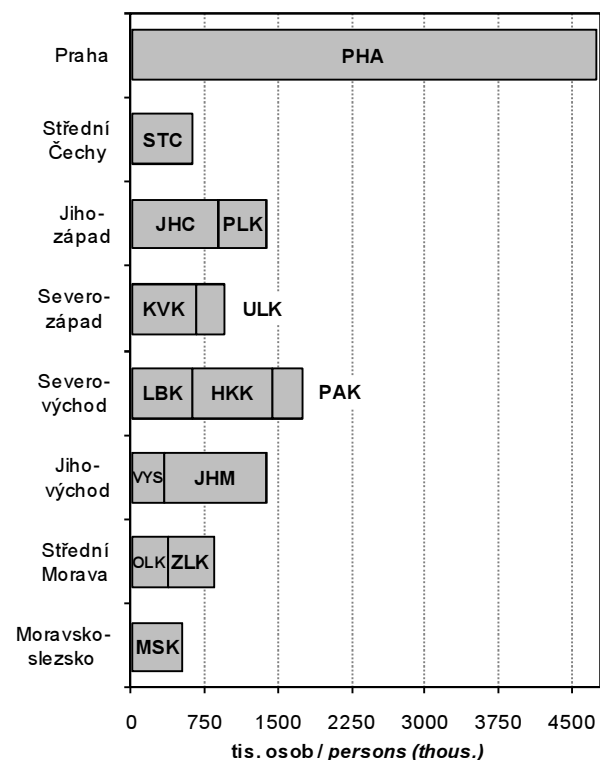 Praha
PHA
Střední
Čechy
STC
Jiho-
západ
JHC PLK
Severo-
západ
KVK ULK
Severo-
východ
LBK HKK PAK
Jiho-
východ
VYS JHM
Střední
Morava
OLK ZLK
Moravsko-
slezsko
MSK
0 750 1500 2250 3000 3750 4500
tis. osob / persons (thous.)